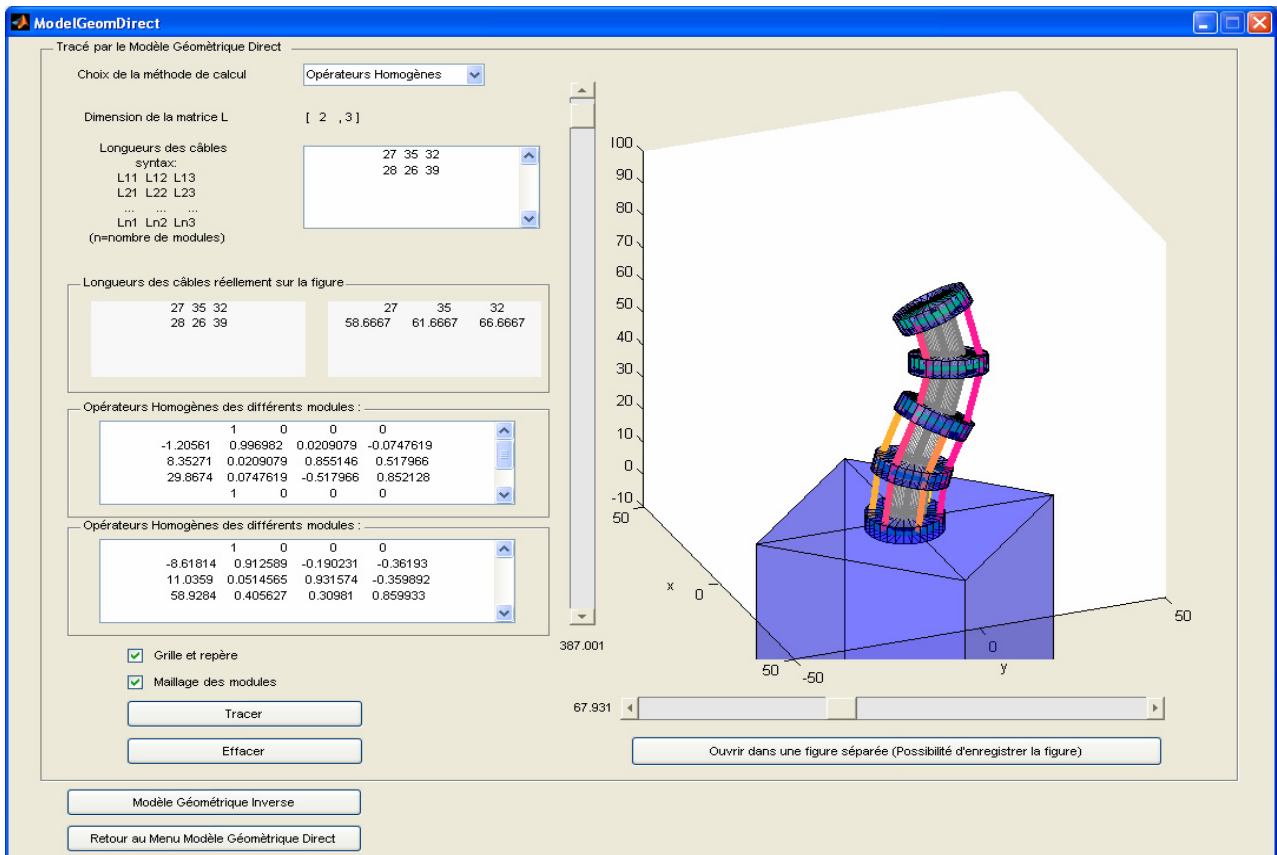 ModelGeomDirect
Tracé par le Modèle Géomètrique Direct
Choix de la méthode de calcul
Opérateurs Homogènes
Dimension de la matrice L
[ 2 , 3 ]
Longueurs des câbles
syntax:
L11 L12 L13
L21 L22 L23
... ... ...
Ln1 Ln2 Ln3
(n=nombre de modules)
27 35 32
28 26 39
Longueurs des câbles réellement sur la figure
27 35 32
28 26 39
27 35 32
58.6667 61.6667 66.6667
Opérateurs Homogènes des différents modules :
1 0 0 0
-1.20561 0.996982 0.0209079 -0.0747619
8.35271 0.0209079 0.855146 0.517966
29.8674 0.0747619 -0.517966 0.852128
1 0 0 0
Opérateurs Homogènes des différents modules :
1 0 0 0
-8.61814 0.912589 -0.190231 -0.36193
11.0359 0.0514565 0.931574 -0.359892
58.9284 0.405627 0.30981 0.859933
Grille et repère
Maillage des modules
Tracer
Effacer
Modèle Géométrique Inverse
Retour au Menu Modèle Géomètrique Direct
387.001
67.931
100
90
80
70
60
50
40
30
20
10
0
-10
50
x
0
50
-50
0
y
50
Ouvrir dans une figure séparée (Possibilité d'enregistrer la figure)